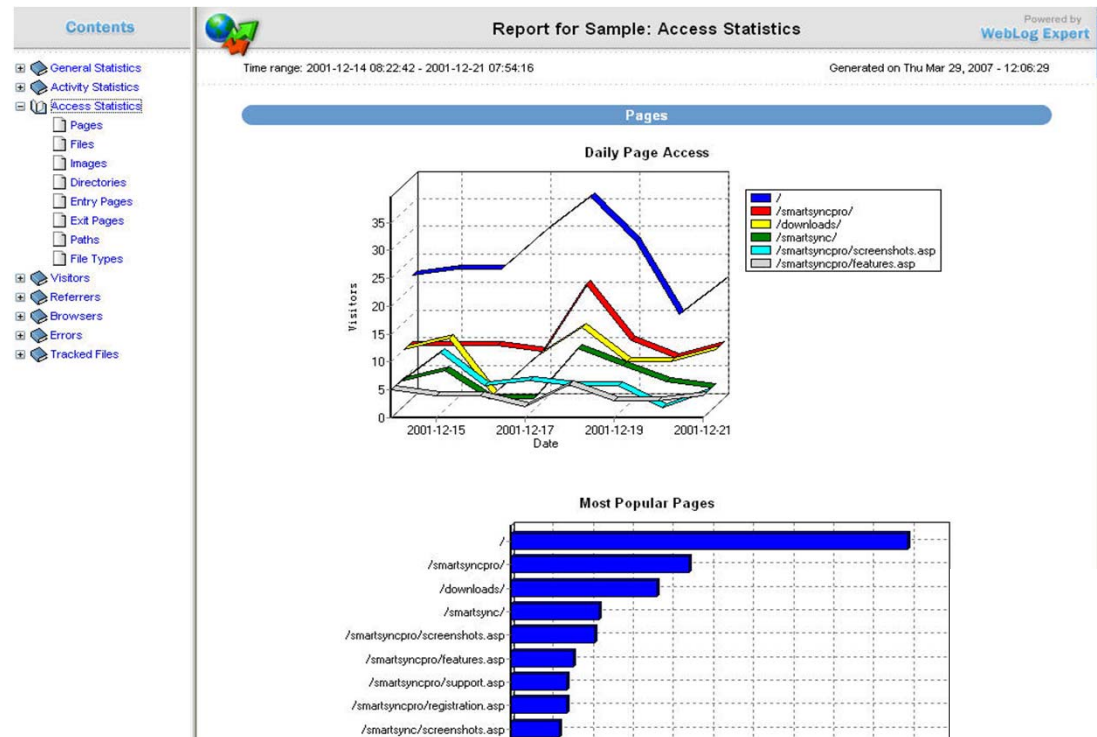 Contents
General Statistics
Activity Statistics
Access Statistics
Pages
Files
Images
Directories
Entry Pages
Exit Pages
Paths
File Types
Visitors
Referrers
Browsers
Errors
Tracked Files
Report for Sample: Access Statistics
Powered by
WebLog Expert
Time range: 2001-12-14 08:22:42 - 2001-12-21 07:54:16
Generated on Thu Mar 29, 2007 - 12:06:29
Pages
Daily Page Access
Visitors
35
30
25
20
15
10
5
0
2001-12-15
2001-12-17
2001-12-19
2001-12-21
Date
/
/smartsyncpro/
/downloads/
/smartsync/
/smartsyncpro/screenshots.asp
/smartsyncpro/features.asp
Most Popular Pages
/
/smartsyncpro/
/downloads/
/smartsync/
/smartsyncpro/screenshots.asp
/smartsyncpro/features.asp
/smartsyncpro/support.asp
/smartsyncpro/registration.asp
/smartsync/screenshots.asp